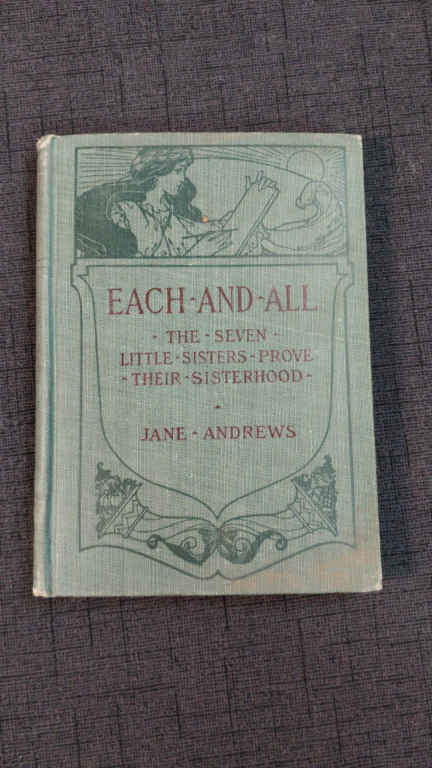 EACH-AND-ALL
-THE-SEVEN-
LITTLE-SISTERS-PROVE
-THEIR-SISTERHOOD-
JANE-ANDREWS